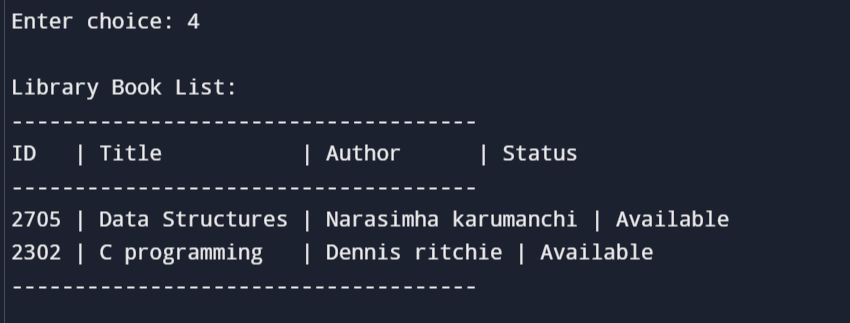 Enter choice: 4
Library Book List:
-------------------------------------
ID   | Title           | Author      | Status
-------------------------------------
2705 | Data Structures | Narasimha karumanchi | Available
2302 | C programming   | Dennis ritchie | Available
-------------------------------------